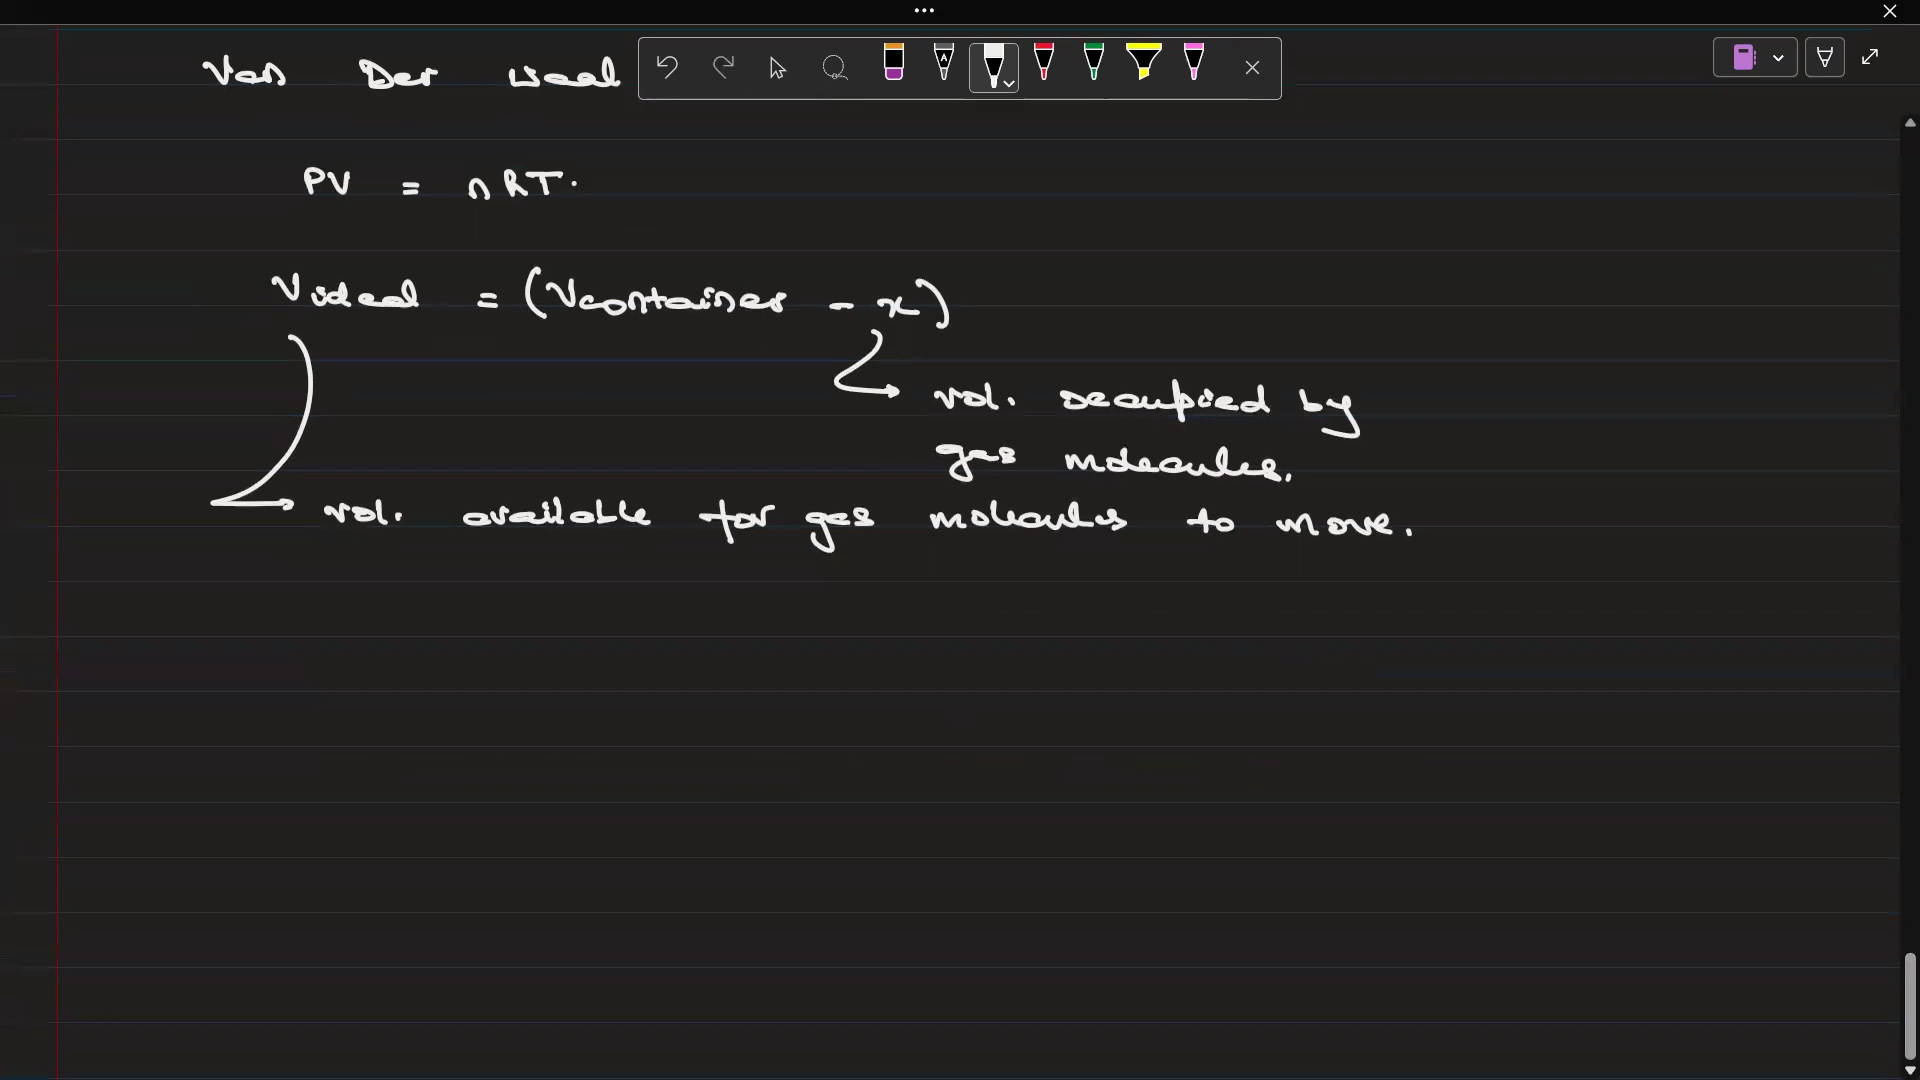 Van Der Waal
PV = nRT.
Videal = (Vcontainer - x)
vol. occupied by
gas molecules.
vol. available for gas molecules to move.